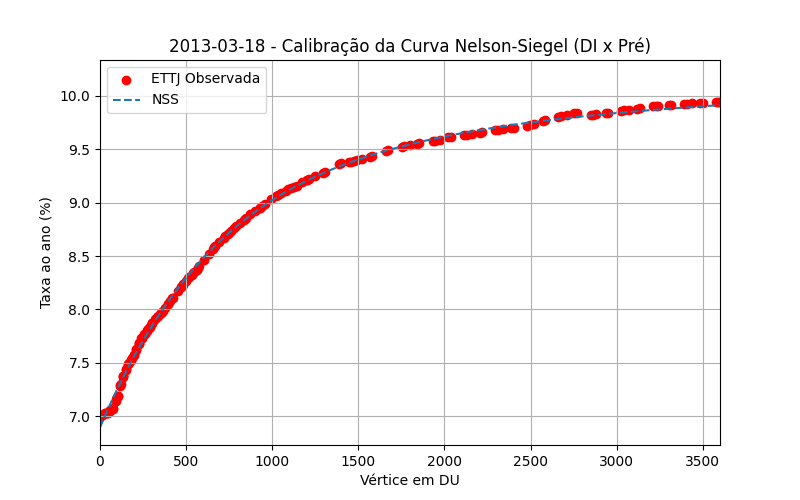 2013-03-18 - Calibração da Curva Nelson-Siegel (DI x Pré)
ETTJ Observada
NSS
Taxa ao ano (%)
10.0
9.5
9.0
8.5
8.0
7.5
7.0
0 500 1000 1500 2000 2500 3000 3500
Vértice em DU